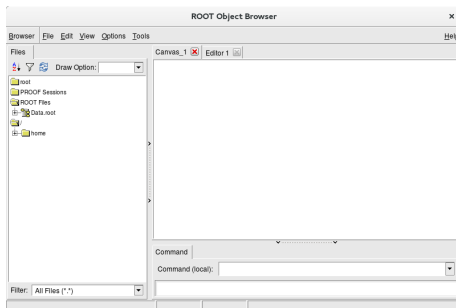 ROOT Object Browser
Browser File Edit View Options Tools Help
Files
Canvas_1 Editor 1
Draw Option:
root
PROOF Sessions
ROOT Files
Data.root
/
home
Command
Command (local):
Filter: All Files (*.*)